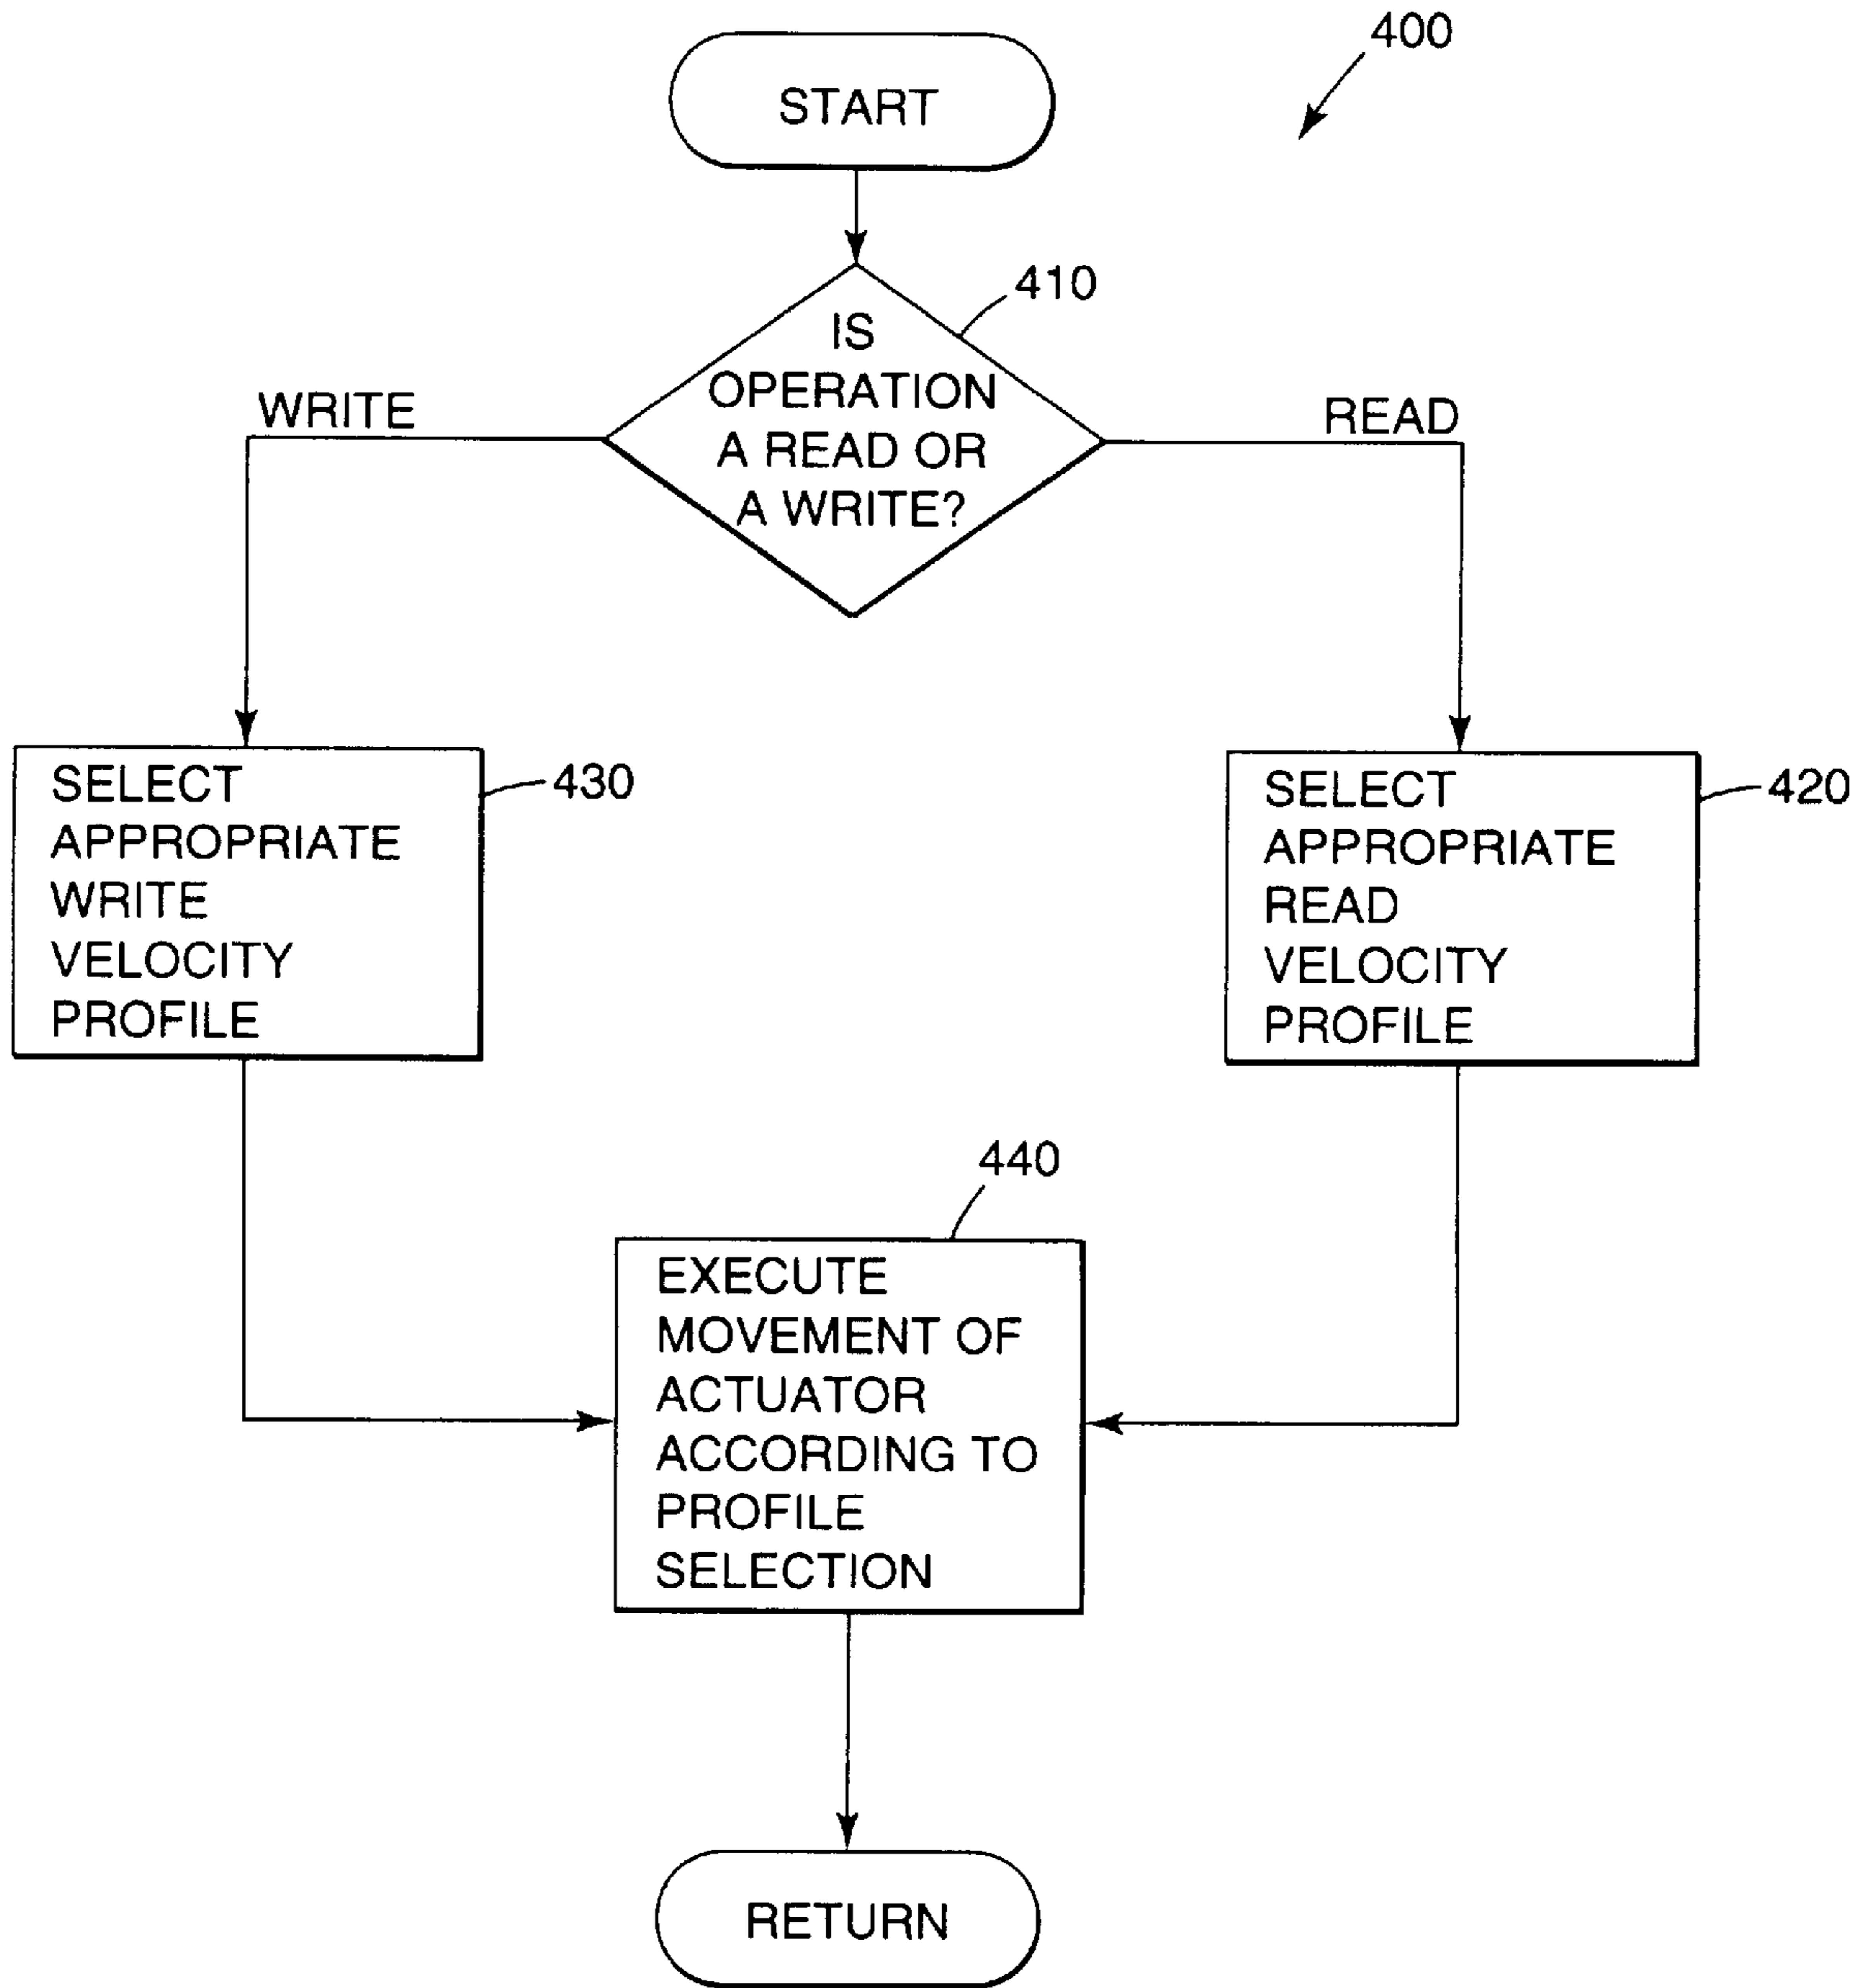 400
START
410
IS
OPERATION
A READ OR
A WRITE?
WRITE
READ
SELECT
APPROPRIATE
WRITE
VELOCITY
PROFILE
430
SELECT
APPROPRIATE
READ
VELOCITY
PROFILE
420
440
EXECUTE
MOVEMENT OF
ACTUATOR
ACCORDING TO
PROFILE
SELECTION
RETURN